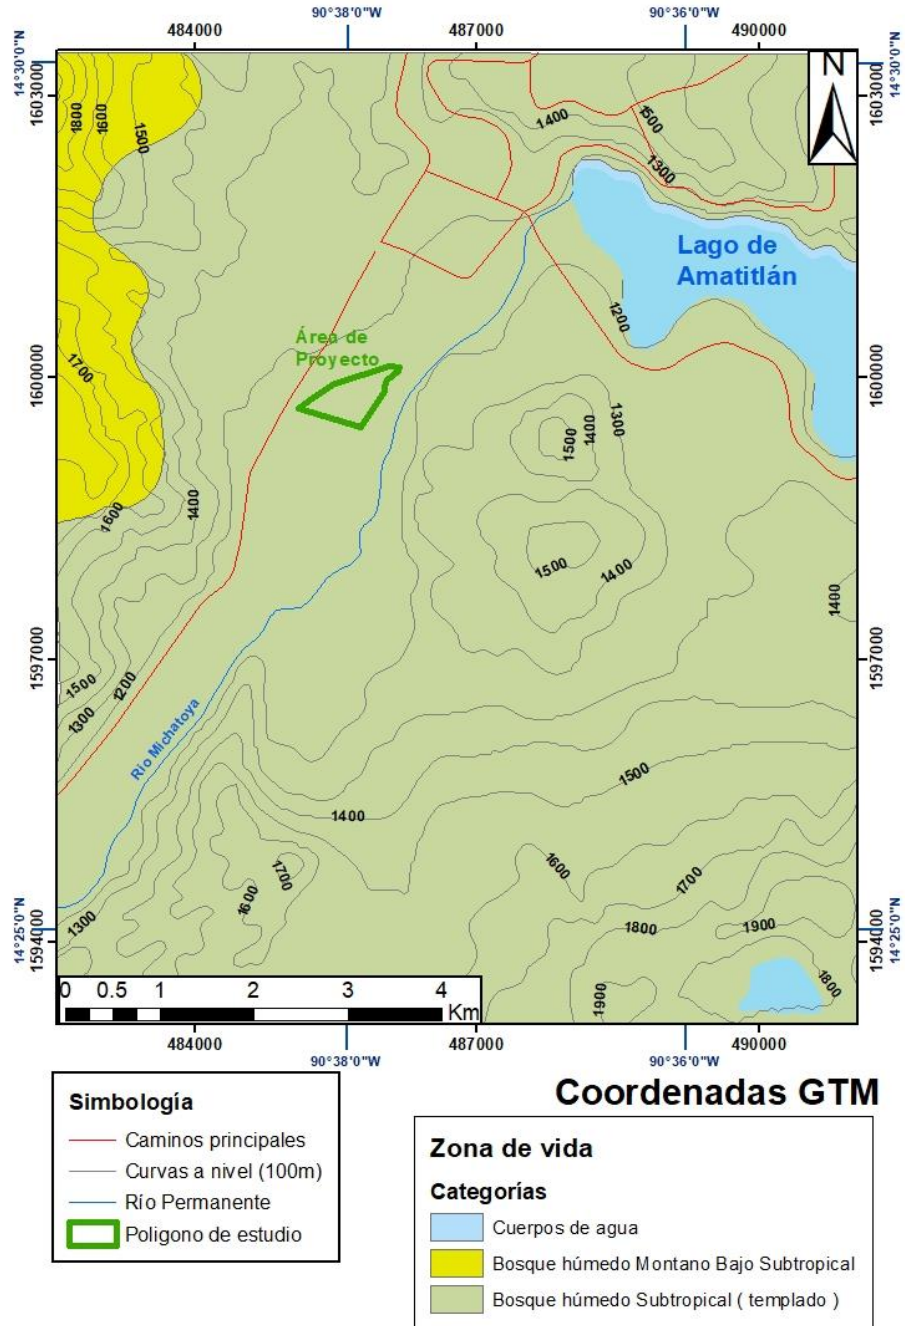 90°38'0"W
90°36'0"W
484000
487000
490000
14°30'0"N
14°30'0"N
1603000
1603000
N
1800
1600
1500
1400
1500
1300
Lago de
Amatitlán
1200
Área de
Proyecto
1700
1600000
1600000
1300
1400
1500
1600
1400
1500
1400
1400
1597000
1597000
1500
1200
1300
Río Michatoya
1500
1400
1600
1700
1700
1600
1300
1800
1900
1900
1800
14°25'0"N
14°25'0"N
1594000
1594000
0 0.5 1 2 3 4
Km
484000
487000
490000
90°38'0"W
90°36'0"W
Coordenadas GTM
Simbología
Caminos principales
Curvas a nivel (100m)
Río Permanente
Poligono de estudio
Zona de vida
Categorías
Cuerpos de agua
Bosque húmedo Montano Bajo Subtropical
Bosque húmedo Subtropical ( templado )